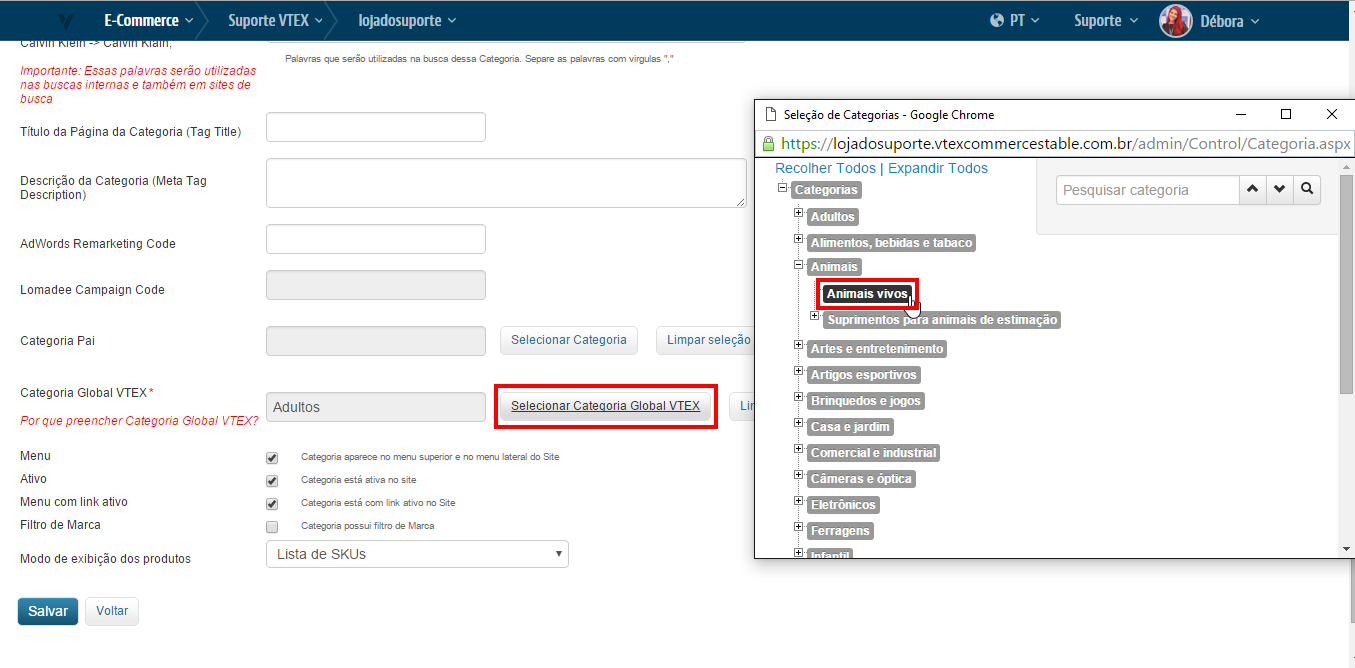 E-Commerce
Suporte VTEX
lojadosuporte
PT
Suporte
Débora
Calvin Klein -> Calvin Klain;
Palavras que serão utilizadas na busca dessa Categoria. Separe as palavras com virgulas ","
Importante: Essas palavras serão utilizadas
nas buscas internas e também em sites de
busca
Título da Página da Categoria (Tag Title)
Descrição da Categoria (Meta Tag
Description)
AdWords Remarketing Code
Lomadee Campaign Code
Categoria Pai
Selecionar Categoria
Limpar seleção
Categoria Global VTEX*
Adultos
Selecionar Categoria Global VTEX
Lir
Por que preencher Categoria Global VTEX?
Menu
Categoria aparece no menu superior e no menu lateral do Site
Ativo
Categoria está ativa no site
Menu com link ativo
Categoria está com link ativo no Site
Filtro de Marca
Categoria possui filtro de Marca
Modo de exibição dos produtos
Lista de SKUs
Salvar
Voltar
Seleção de Categorias - Google Chrome
https://lojadosuporte.vtexcommercestable.com.br/admin/Control/Categoria.aspx
Recolher Todos | Expandir Todos
Pesquisar categoria
Categorias
Adultos
Alimentos, bebidas e tabaco
Animais
Animais vivos
Suprimentos para animais de estimação
Artes e entretenimento
Artigos esportivos
Brinquedos e jogos
Casa e jardim
Comercial e industrial
Câmeras e óptica
Eletrônicos
Ferragens
Infantil